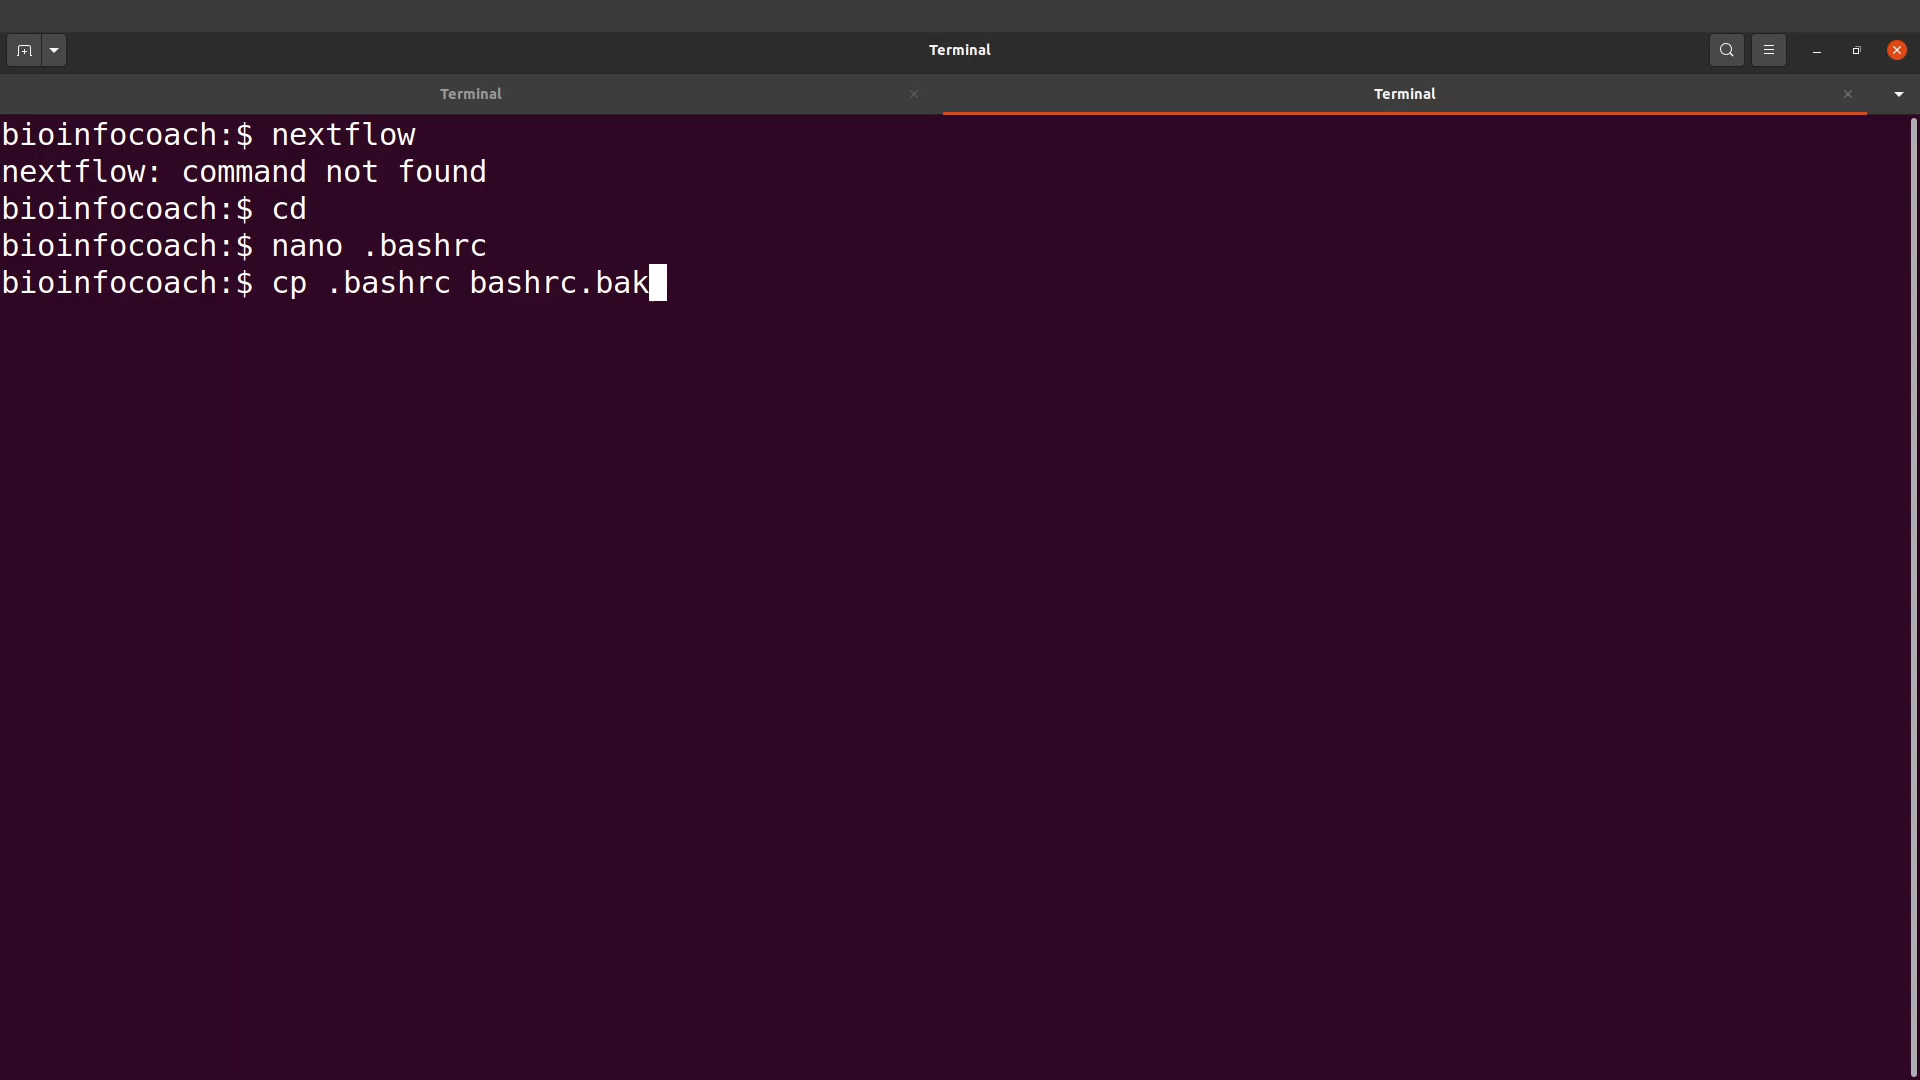 Terminal
Terminal
Terminal
bioinfocoach:$ nextflow
nextflow: command not found
bioinfocoach:$ cd
bioinfocoach:$ nano .bashrc
bioinfocoach:$ cp .bashrc bashrc.bak